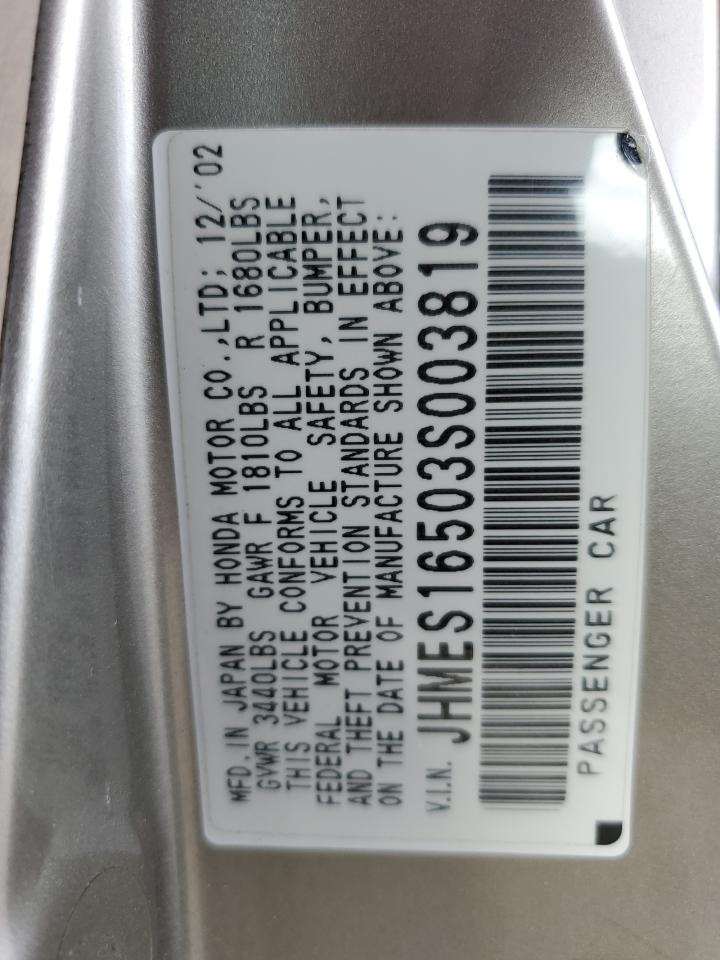 MFD. IN JAPAN BY HONDA MOTOR CO.,LTD; 12/'02
GVWR 3440LBS GAWR F 1810LBS R 1680LBS
THIS VEHICLE CONFORMS TO ALL APPLICABLE
FEDERAL MOTOR VEHICLE SAFETY, BUMPER,
AND THEFT PREVENTION STANDARDS IN EFFECT
ON THE DATE OF MANUFACTURE SHOWN ABOVE:
V.I.N. JHMES16503S003819
PASSENGER CAR